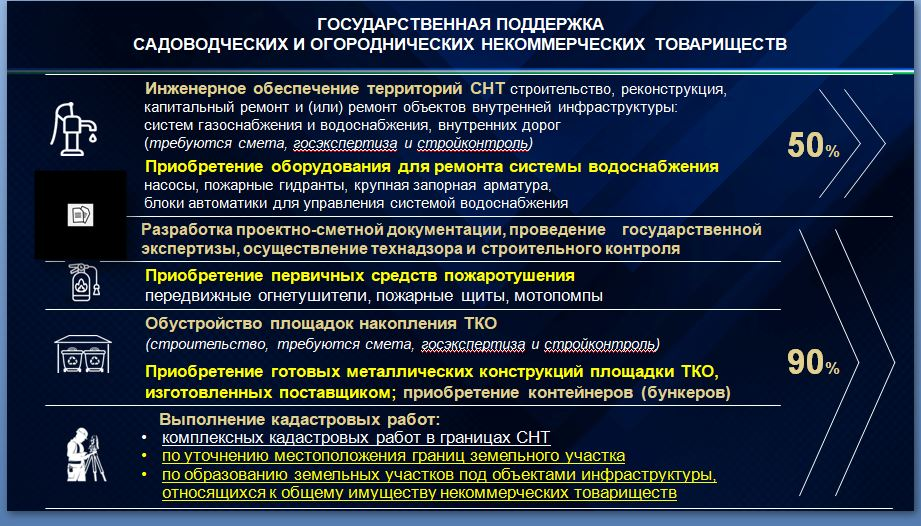 ГОСУДАРСТВЕННАЯ ПОДДЕРЖКА
САДОВОДЧЕСКИХ И ОГОРОДНИЧЕСКИХ НЕКОММЕРЧЕСКИХ ТОВАРИЩЕСТВ
Инженерное обеспечение территорий СНТ строительство, реконструкция,
капитальный ремонт и (или) ремонт объектов внутренней инфраструктуры:
систем газоснабжения и водоснабжения, внутренних дорог
(требуются смета, госэкспертиза и стройконтроль)
Приобретение оборудования для ремонта системы водоснабжения
насосы, пожарные гидранты, крупная запорная арматура,
блоки автоматики для управления системой водоснабжения
50%
Разработка проектно-сметной документации, проведение государственной
экспертизы, осуществление технадзора и строительного контроля
Приобретение первичных средств пожаротушения
передвижные огнетушители, пожарные щиты, мотопомпы
Обустройство площадок накопления ТКО
(строительство, требуются смета, госэкспертиза и стройконтроль)
Приобретение готовых металлических конструкций площадки ТКО,
изготовленных поставщиком; приобретение контейнеров (бункеров)
90%
Выполнение кадастровых работ:
• комплексных кадастровых работ в границах СНТ
• по уточнению местоположения границ земельного участка
• по образованию земельных участков под объектами инфраструктуры,
относящихся к общему имуществу некоммерческих товариществ